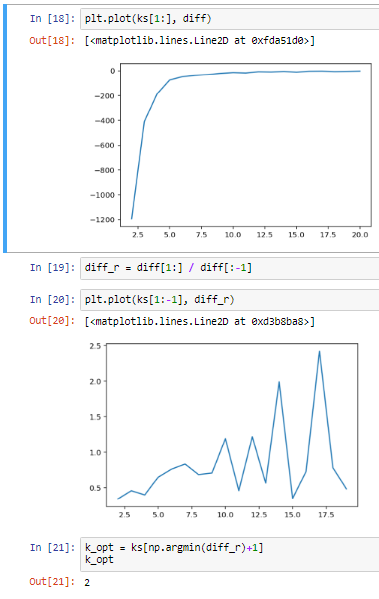 In [18]: plt.plot(ks[1:], diff)
Out[18]: [<matplotlib.lines.Line2D at 0xfda51d0>]
0
−200
−400
−600
−800
−1000
−1200
2.5 5.0 7.5 10.0 12.5 15.0 17.5 20.0
In [19]: diff_r = diff[1:] / diff[:-1]
In [20]: plt.plot(ks[1:-1], diff_r)
Out[20]: [<matplotlib.lines.Line2D at 0xd3b8ba8>]
2.5
2.0
1.5
1.0
0.5
2.5 5.0 7.5 10.0 12.5 15.0 17.5
In [21]: k_opt = ks[np.argmin(diff_r)+1]
k_opt
Out[21]: 2